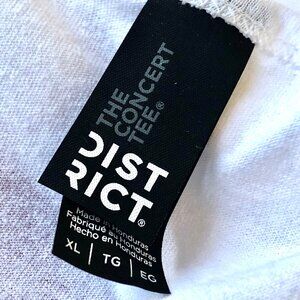 THE
CONCERT
TEE®
DIST
RICT®
Made in Honduras
Fabriqué au Honduras
Hecho en Honduras
XL | TG | EG